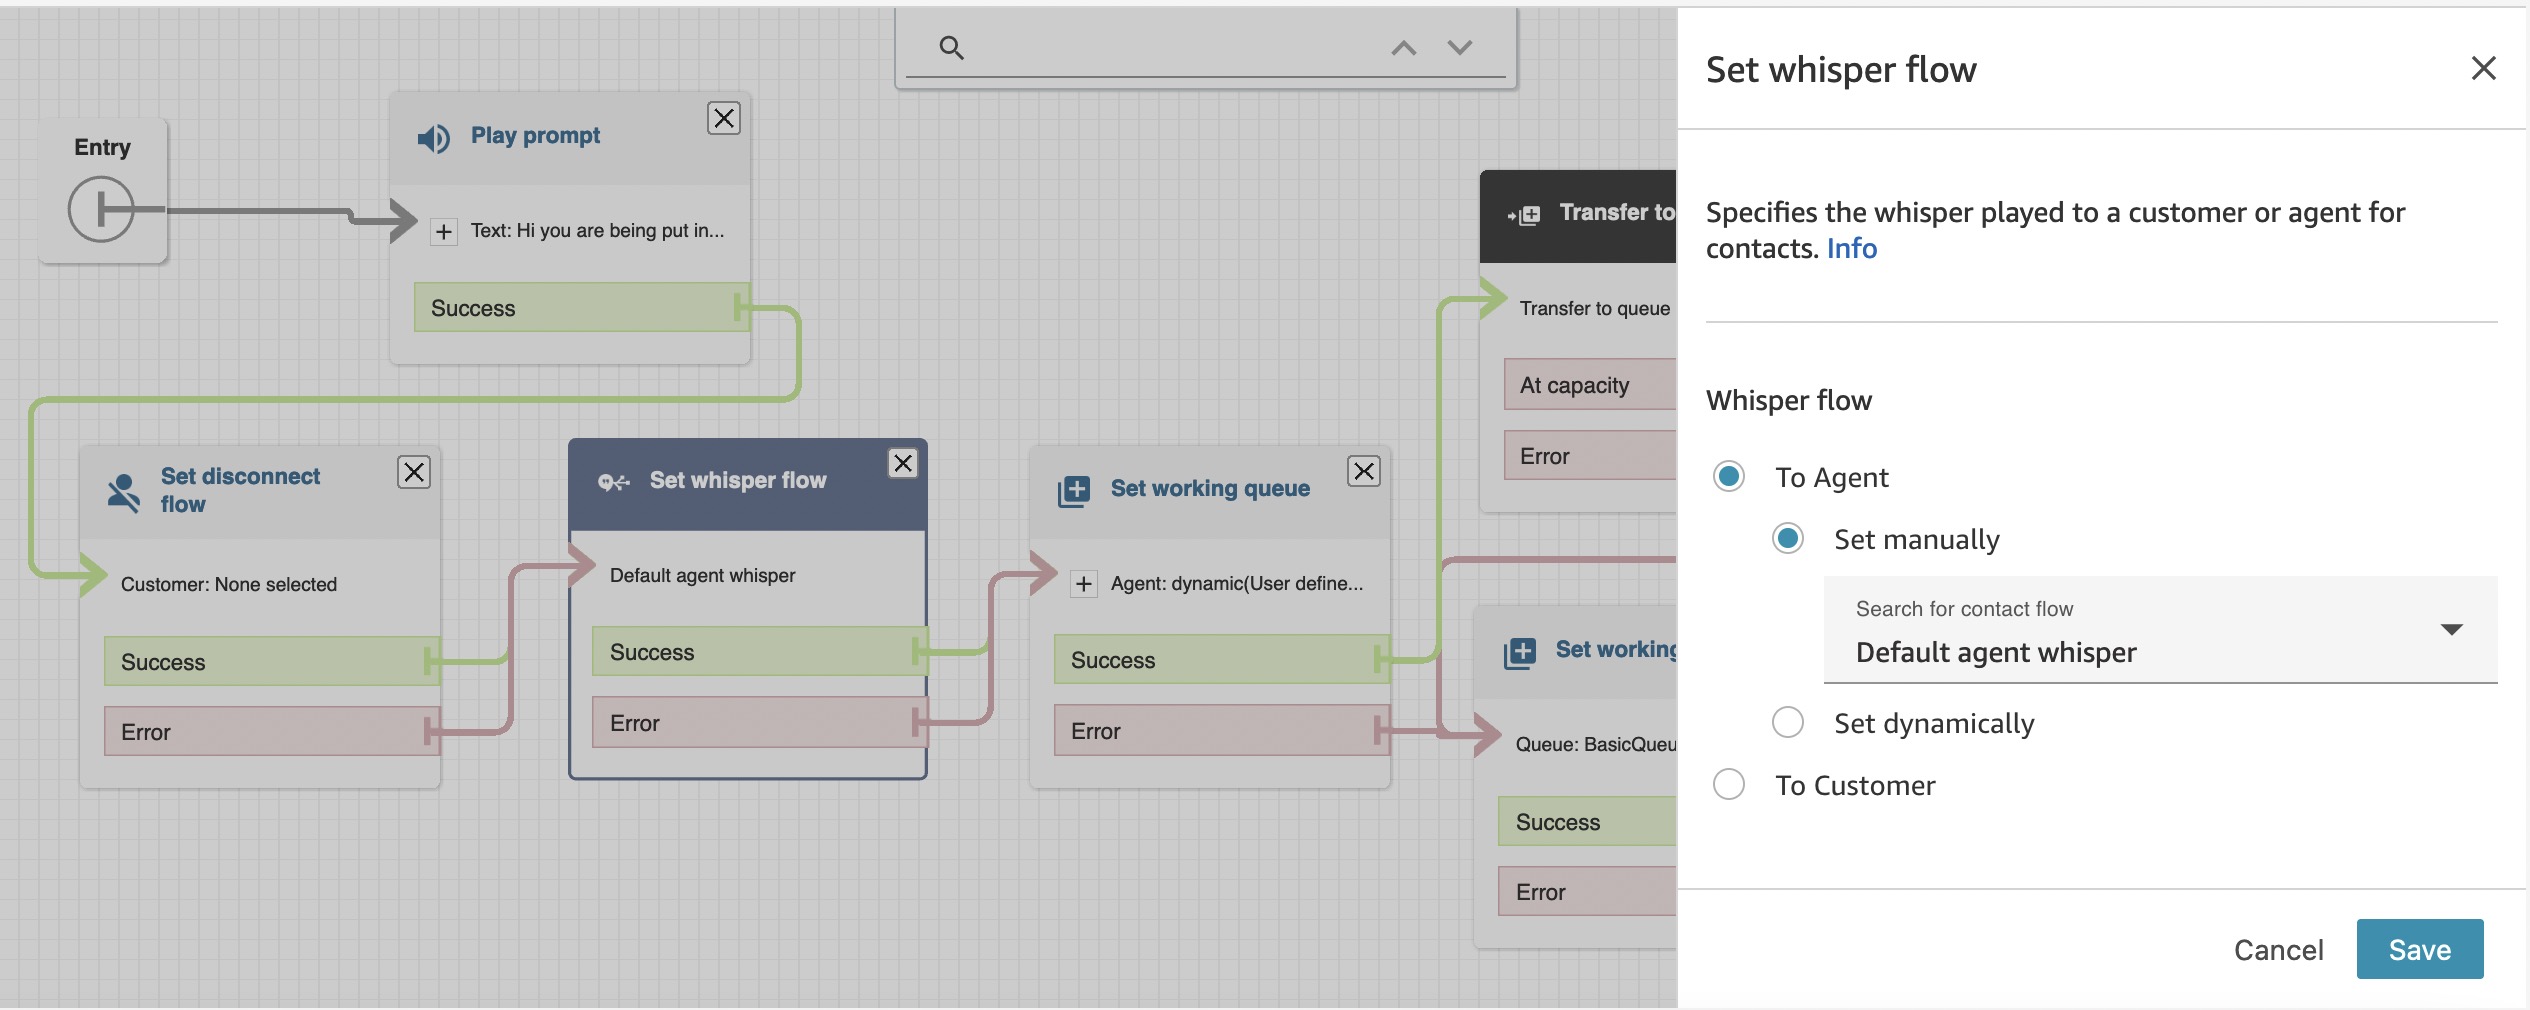 Entry
Play prompt
Text: Hi you are being put in...
Success
Set disconnect
flow
Customer: None selected
Success
Error
Set whisper flow
Default agent whisper
Success
Error
Set working queue
Agent: dynamic(User define...
Success
Error
Transfer to
Transfer to queue
At capacity
Error
Set working
Queue: BasicQueu
Success
Error
Set whisper flow
Specifies the whisper played to a customer or agent for
contacts. Info
Whisper flow
To Agent
Set manually
Search for contact flow
Default agent whisper
Set dynamically
To Customer
Cancel
Save